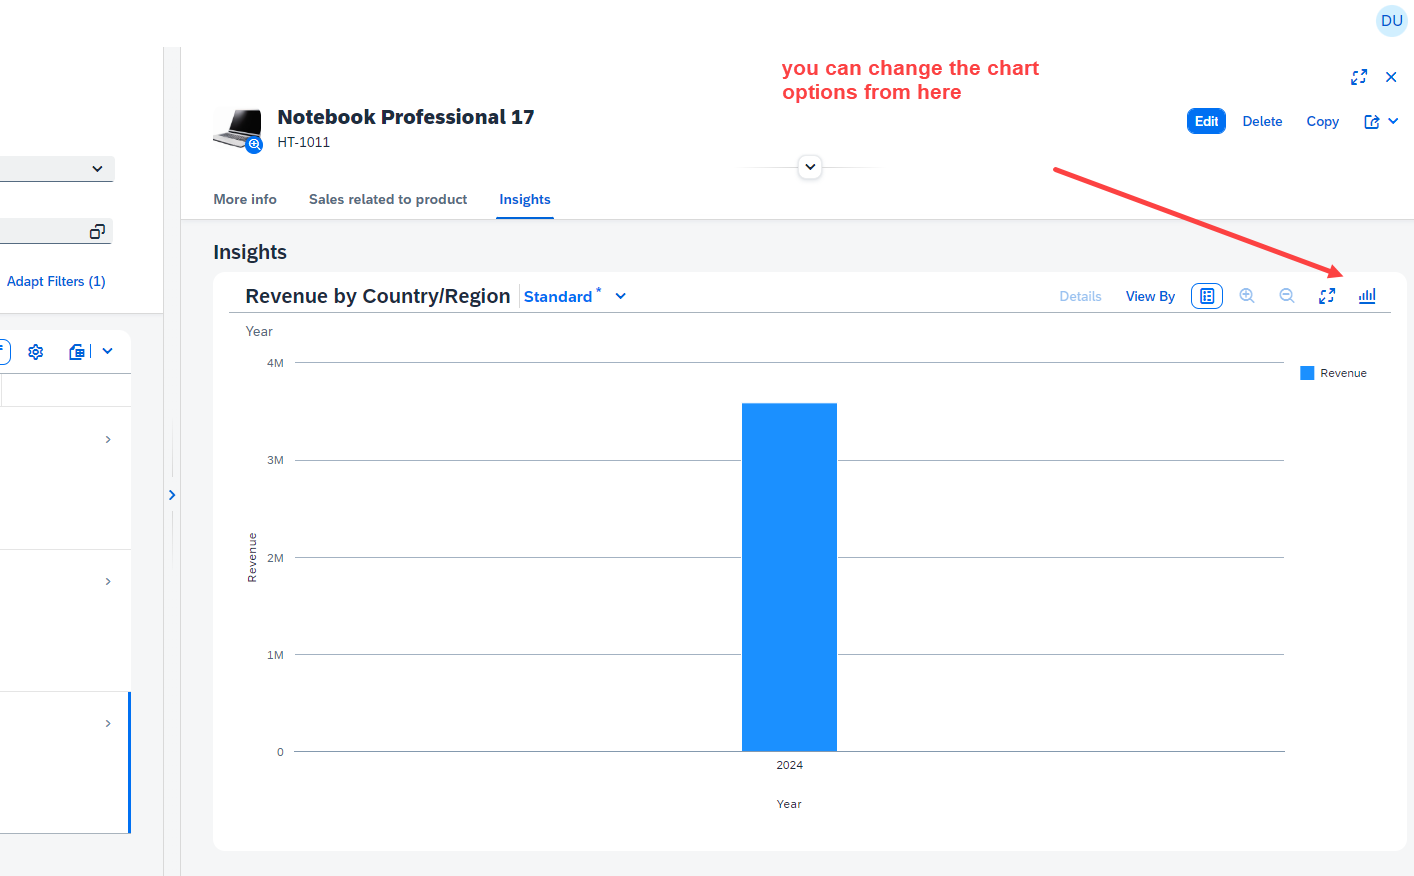 DU
you can change the chart
options from here
Notebook Professional 17
HT-1011
Edit
Delete
Copy
More info
Sales related to product
Insights
Adapt Filters (1)
Insights
Revenue by Country/Region
Standard *
Details
View By
Year
4M
3M
2M
1M
0
Revenue
Revenue
2024
Year